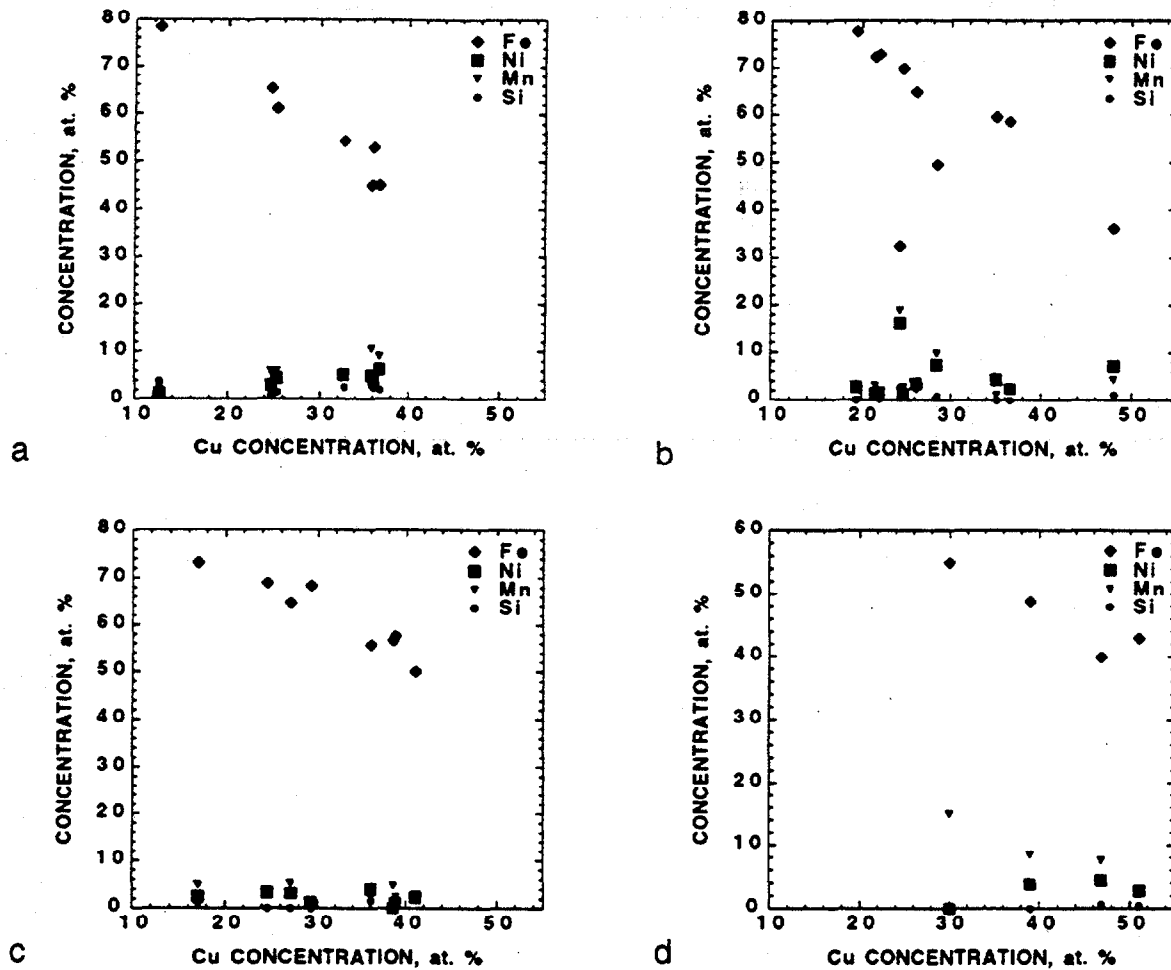 80
70
60
50
40
30
20
10
0
CONCENTRATION, at. %
Fe
Ni
Mn
Si
10 20 30 40 50
Cu CONCENTRATION, at. %
a
80
70
60
50
40
30
20
10
0
CONCENTRATION, at. %
Fe
Ni
Mn
Si
10 20 30 40 50
Cu CONCENTRATION, at. %
b
80
70
60
50
40
30
20
10
0
CONCENTRATION, at. %
Fe
Ni
Mn
Si
10 20 30 40 50
Cu CONCENTRATION, at. %
c
60
50
40
30
20
10
0
CONCENTRATION, at. %
Fe
Ni
Mn
Si
10 20 30 40 50
Cu CONCENTRATION, at. %
d